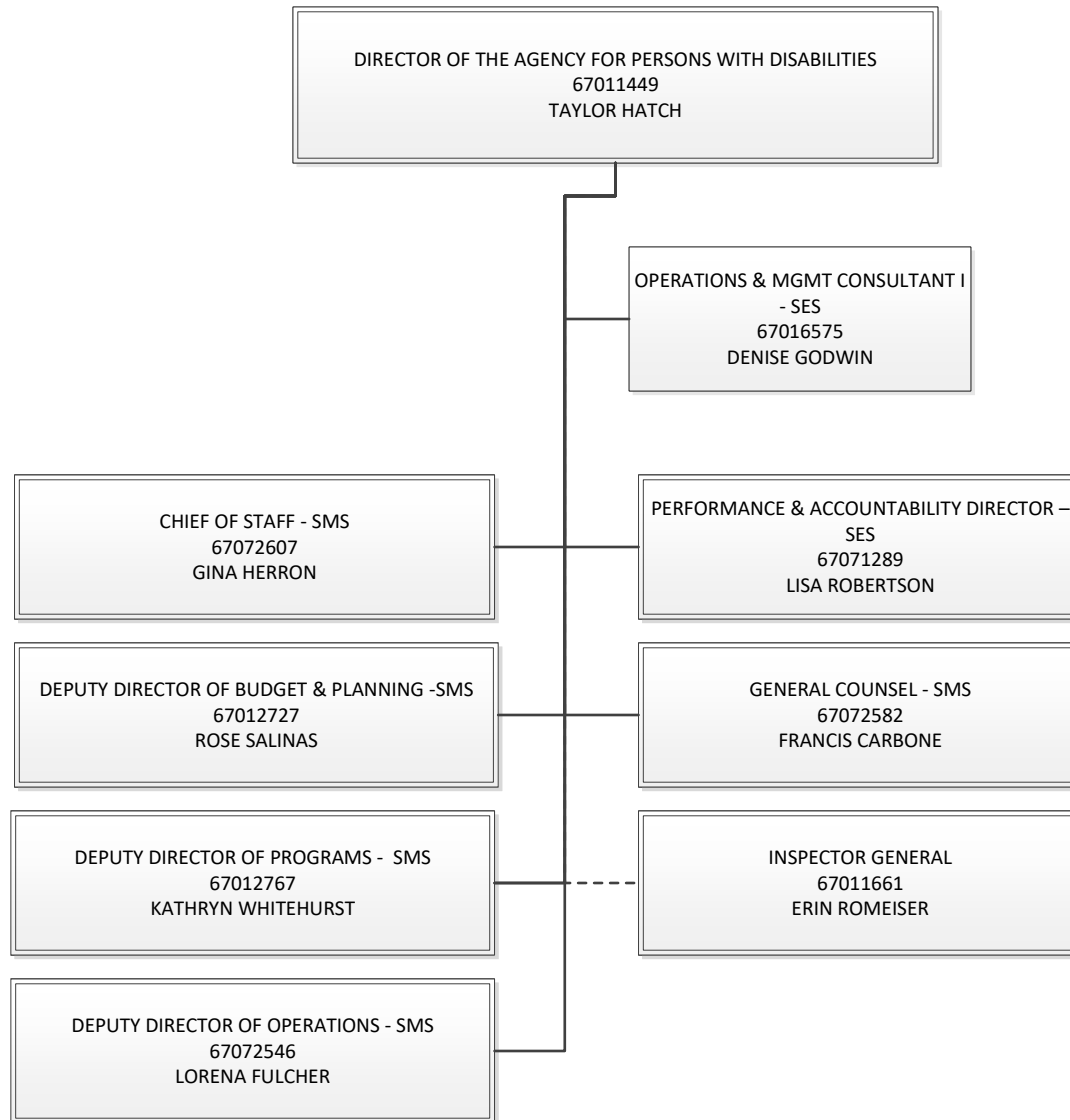 DIRECTOR OF THE AGENCY FOR PERSONS WITH DISABILITIES
67011449
TAYLOR HATCH
OPERATIONS & MGMT CONSULTANT I
- SES
67016575
DENISE GODWIN
CHIEF OF STAFF - SMS
67072607
GINA HERRON
PERFORMANCE & ACCOUNTABILITY DIRECTOR –
SES
67071289
LISA ROBERTSON
DEPUTY DIRECTOR OF BUDGET & PLANNING -SMS
67012727
ROSE SALINAS
GENERAL COUNSEL - SMS
67072582
FRANCIS CARBONE
DEPUTY DIRECTOR OF PROGRAMS - SMS
67012767
KATHRYN WHITEHURST
INSPECTOR GENERAL
67011661
ERIN ROMEISER
DEPUTY DIRECTOR OF OPERATIONS - SMS
67072546
LORENA FULCHER